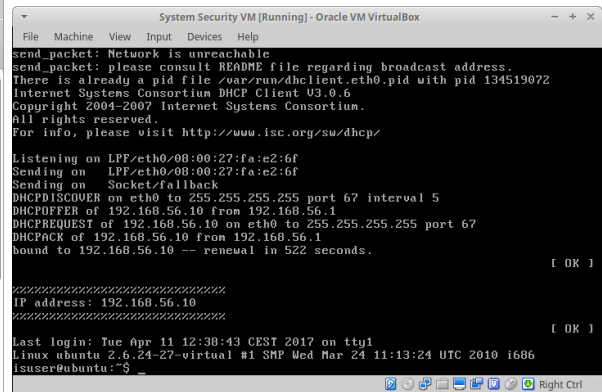 System Security VM [Running] - Oracle VM VirtualBox
File Machine View Input Devices Help
send_packet: Network is unreachable
send_packet: please consult README file regarding broadcast address.
There is already a pid file /var/run/dhclient.eth0.pid with pid 134519072
Internet Systems Consortium DHCP Client V3.0.6
Copyright 2004-2007 Internet Systems Consortium.
All rights reserved.
For info, please visit http://www.isc.org/sw/dhcp/
Listening on LPF/eth0/08:00:27:fa:e2:6f
Sending on   LPF/eth0/08:00:27:fa:e2:6f
Sending on   Socket/fallback
DHCPDISCOVER on eth0 to 255.255.255.255 port 67 interval 5
DHCPOFFER of 192.168.56.10 from 192.168.56.1
DHCPREQUEST of 192.168.56.10 on eth0 to 255.255.255.255 port 67
DHCPACK of 192.168.56.10 from 192.168.56.1
bound to 192.168.56.10 -- renewal in 522 seconds.
[ OK ]
%%%%%%%%%%%%%%%%%%%%%%%%%%%%
IP address: 192.168.56.10
%%%%%%%%%%%%%%%%%%%%%%%%%%%%
[ OK ]
Last login: Tue Apr 11 12:38:43 CEST 2017 on tty1
Linux ubuntu 2.6.24-27-virtual #1 SMP Wed Mar 24 11:13:24 UTC 2010 i686
isuser@ubuntu:~$ _
Right Ctrl